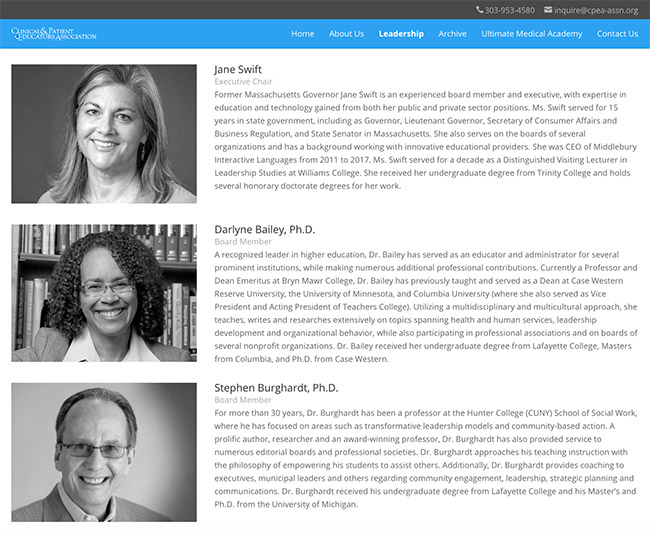 303-953-4580 inquire@cpea-assn.org
CLINICAL & PATIENT
EDUCATORS ASSOCIATION
Home About Us Leadership Archive Ultimate Medical Academy Contact Us
Jane Swift
Executive Chair
Former Massachusetts Governor Jane Swift is an experienced board member and executive, with expertise in
education and technology gained from both her public and private sector positions. Ms. Swift served for 15
years in state government, including as Governor, Lieutenant Governor, Secretary of Consumer Affairs and
Business Regulation, and State Senator in Massachusetts. She also serves on the boards of several
organizations and has a background working with innovative educational providers. She was CEO of Middlebury
Interactive Languages from 2011 to 2017. Ms. Swift served for a decade as a Distinguished Visiting Lecturer in
Leadership Studies at Williams College. She received her undergraduate degree from Trinity College and holds
several honorary doctorate degrees for her work.
Darlyne Bailey, Ph.D.
Board Member
A recognized leader in higher education, Dr. Bailey has served as an educator and administrator for several
prominent institutions, while making numerous additional professional contributions. Currently a Professor and
Dean Emeritus at Bryn Mawr College, Dr. Bailey has previously taught and served as a Dean at Case Western
Reserve University, the University of Minnesota, and Columbia University (where she also served as Vice
President and Acting President of Teachers College). Utilizing a multidisciplinary and multicultural approach, she
teaches, writes and researches extensively on topics spanning health and human services, leadership
development and organizational behavior, while also participating in professional associations and on boards of
several nonprofit organizations. Dr. Bailey received her undergraduate degree from Lafayette College, Masters
from Columbia, and Ph.D. from Case Western.
Stephen Burghardt, Ph.D.
Board Member
For more than 30 years, Dr. Burghardt has been a professor at the Hunter College (CUNY) School of Social Work,
where he has focused on areas such as transformative leadership models and community-based action. A
prolific author, researcher and an award-winning professor, Dr. Burghardt has also provided service to
numerous editorial boards and professional societies. Dr. Burghardt approaches his teaching instruction with
the philosophy of empowering his students to assist others. Additionally, Dr. Burghardt provides coaching to
executives, municipal leaders and others regarding community engagement, leadership, strategic planning and
communications. Dr. Burghardt received his undergraduate degree from Lafayette College and his Master's and
Ph.D. from the University of Michigan.